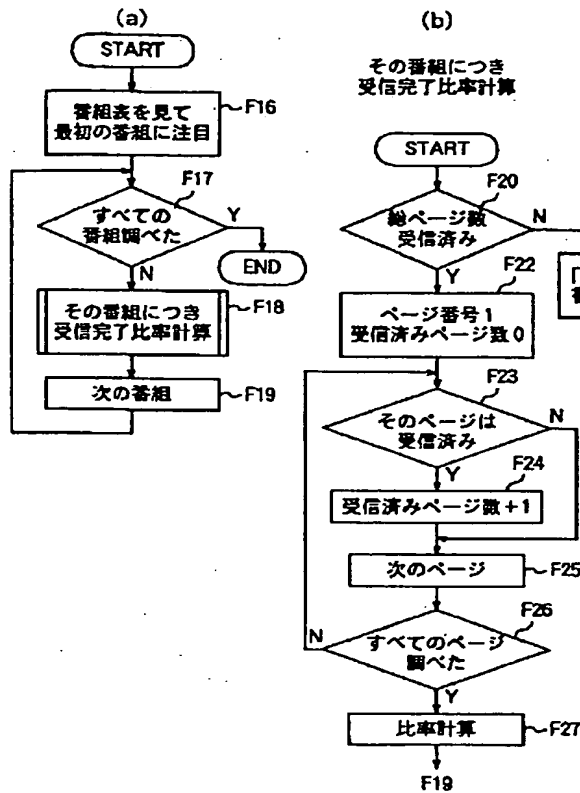 (a)
START
番組表を見て
最初の番組に注目
F16
F17
すべての
番組調べた
Y
N
END
その番組につき
受信完了比率計算
F18
次の番組
F19
(b)
その番組につき
受信完了比率計算
START
F20
総ページ数
受信済み
N
Y
F22
ページ番号1
受信済みページ数0
F23
そのページは
受信済み
N
Y
F24
受信済みページ数+1
次のページ
F25
F26
すべてのページ
調べた
N
Y
比率計算
F27
F19